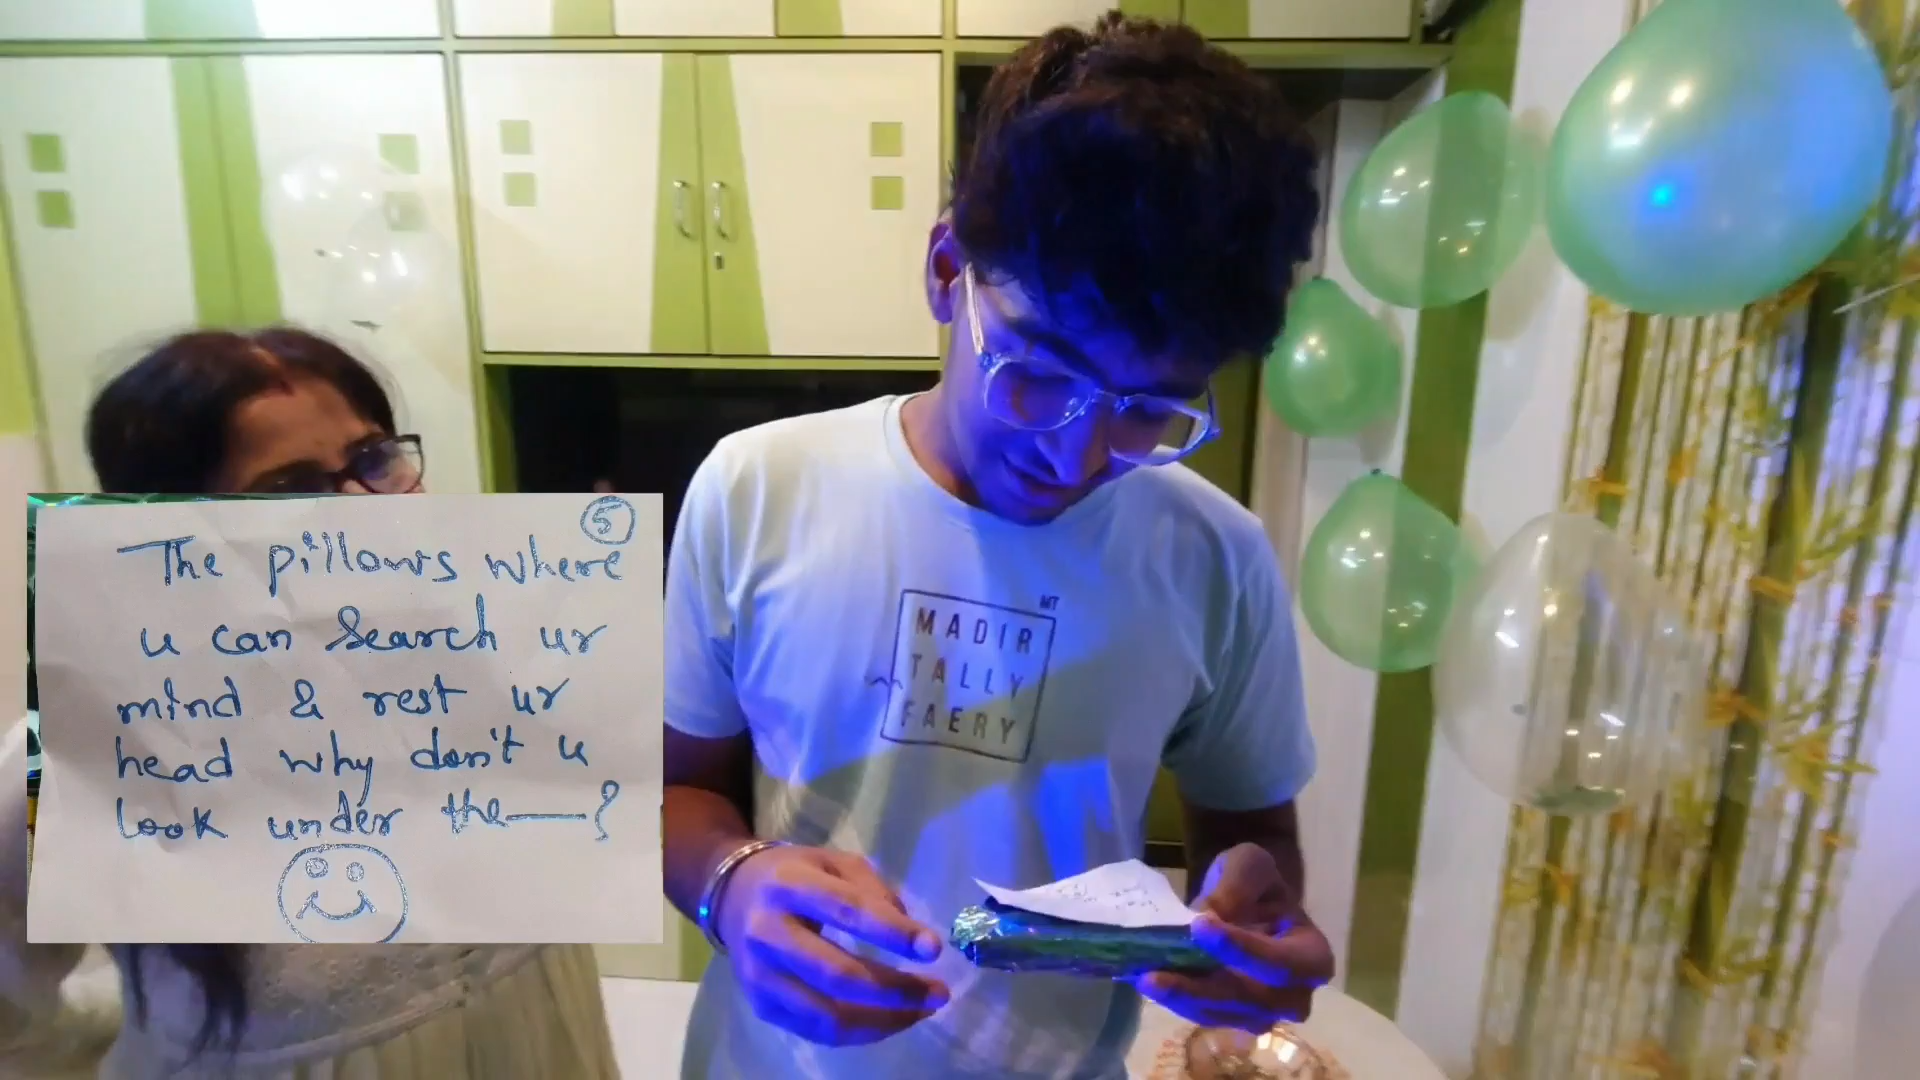 5
The pillows where
u can search ur
mind & rest ur
head why don't u
look under the—?
MT
MADIR
TALLY
FAERY